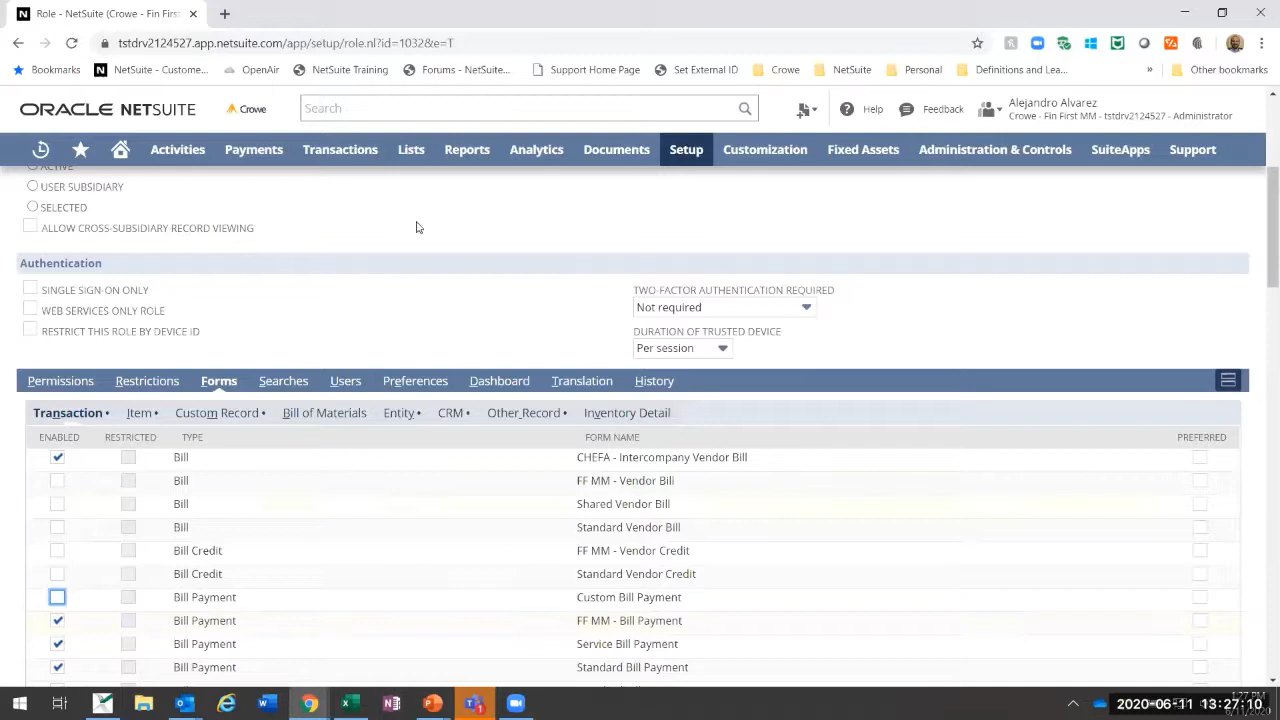 Role - NetSuite (Crowe - Fin Firs
tstdrv2124527.app.netsuite.com/app/setup/role.nl?id=1032&e=T
Bookmarks NetSuite - Custome... OpenAir NetSuite Training Forums - NetSuite... Support Home Page Set External ID Crowe NetSuite Personal Definitions and Lea... » Other bookmarks
ORACLE NETSUITE Crowe Search Help Feedback Alejandro Alvarez
Crowe - Fin First MM - tstdrv2124527 - Administrator
Activities Payments Transactions Lists Reports Analytics Documents Setup Customization Fixed Assets Administration & Controls SuiteApps Support
ACTIVE
USER SUBSIDIARY
SELECTED
ALLOW CROSS-SUBSIDIARY RECORD VIEWING
Authentication
SINGLE SIGN-ON ONLY
WEB SERVICES ONLY ROLE
RESTRICT THIS ROLE BY DEVICE ID
TWO-FACTOR AUTHENTICATION REQUIRED
Not required
DURATION OF TRUSTED DEVICE
Per session
Permissions Restrictions Forms Searches Users Preferences Dashboard Translation History
Transaction • Item • Custom Record • Bill of Materials Entity • CRM • Other Record • Inventory Detail
ENABLED RESTRICTED TYPE FORM NAME PREFERRED
Bill CHEFA - Intercompany Vendor Bill
Bill FF MM - Vendor Bill
Bill Shared Vendor Bill
Bill Standard Vendor Bill
Bill Credit FF MM - Vendor Credit
Bill Credit Standard Vendor Credit
Bill Payment Custom Bill Payment
Bill Payment FF MM - Bill Payment
Bill Payment Service Bill Payment
Bill Payment Standard Bill Payment
2020-06-11 13:27:10